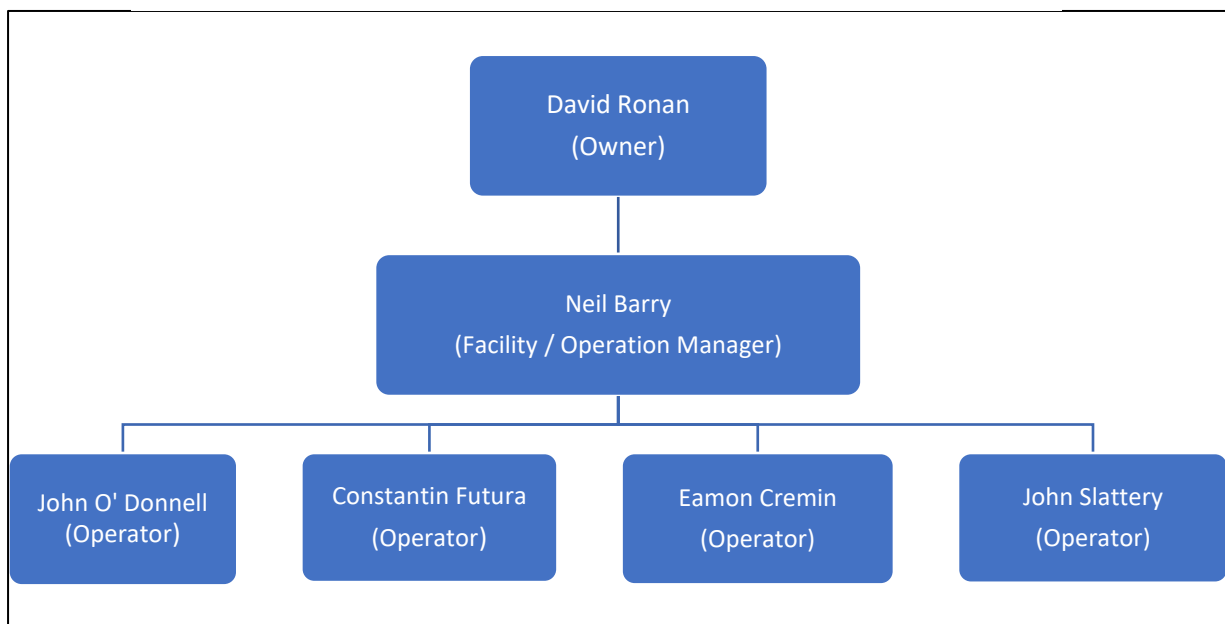 David Ronan
(Owner)
Neil Barry
(Facility / Operation Manager)
John O' Donnell
(Operator)
Constantin Futura
(Operator)
Eamon Cremin
(Operator)
John Slattery
(Operator)